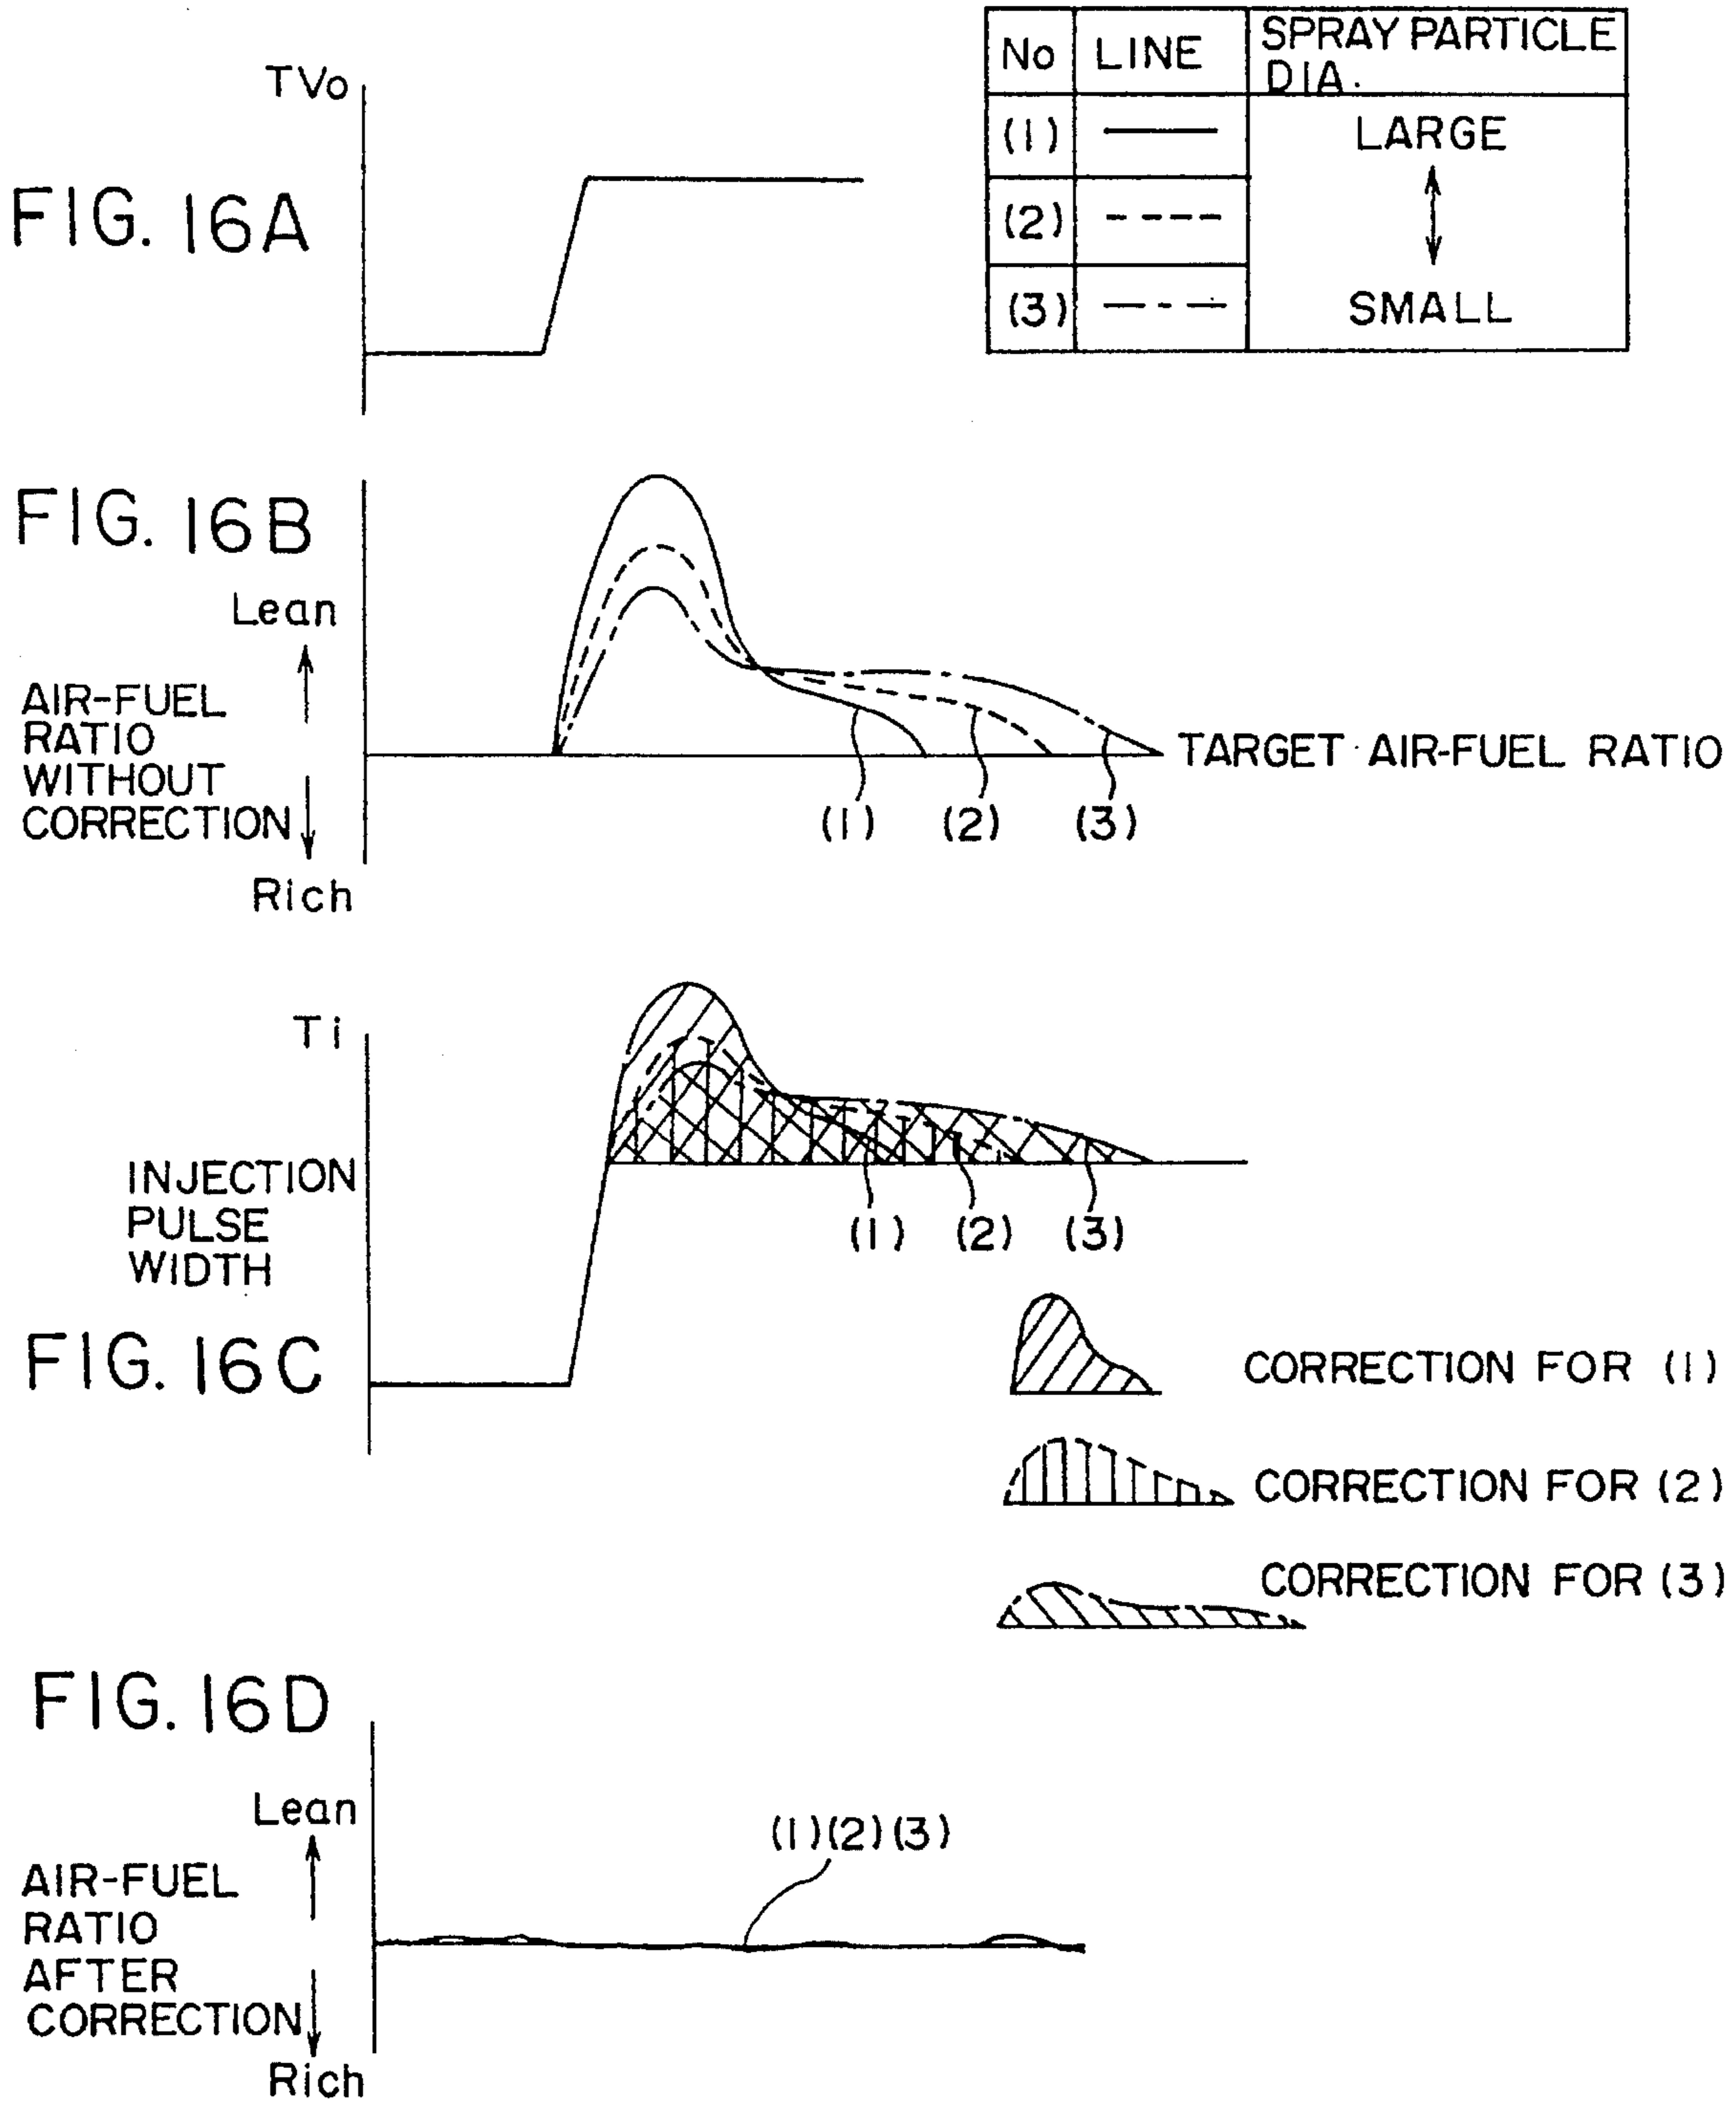 No LINE SPRAY PARTICLE
DIA.
(1) LARGE
(2)
(3) SMALL
TVo
FIG. 16A
FIG. 16B
Lean
AIR-FUEL
RATIO
WITHOUT
CORRECTION
Rich
TARGET AIR-FUEL RATIO
(1) (2) (3)
Ti
INJECTION
PULSE
WIDTH
(1) (2) (3)
FIG. 16C
CORRECTION FOR (1)
CORRECTION FOR (2)
CORRECTION FOR (3)
FIG. 16D
Lean
(1)(2)(3)
AIR-FUEL
RATIO
AFTER
CORRECTION
Rich